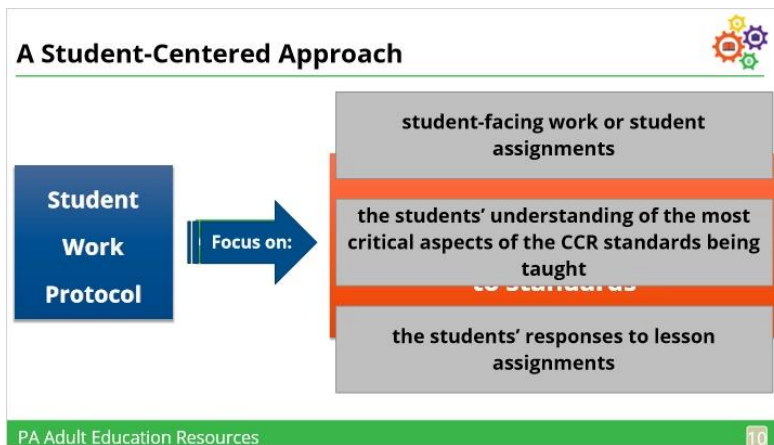 A Student-Centered Approach
Student
Work
Protocol
Focus on:
student-facing work or student
assignments
the students' understanding of the most
critical aspects of the CCR standards being
taught
to standards
the students' responses to lesson
assignments
PA Adult Education Resources
10